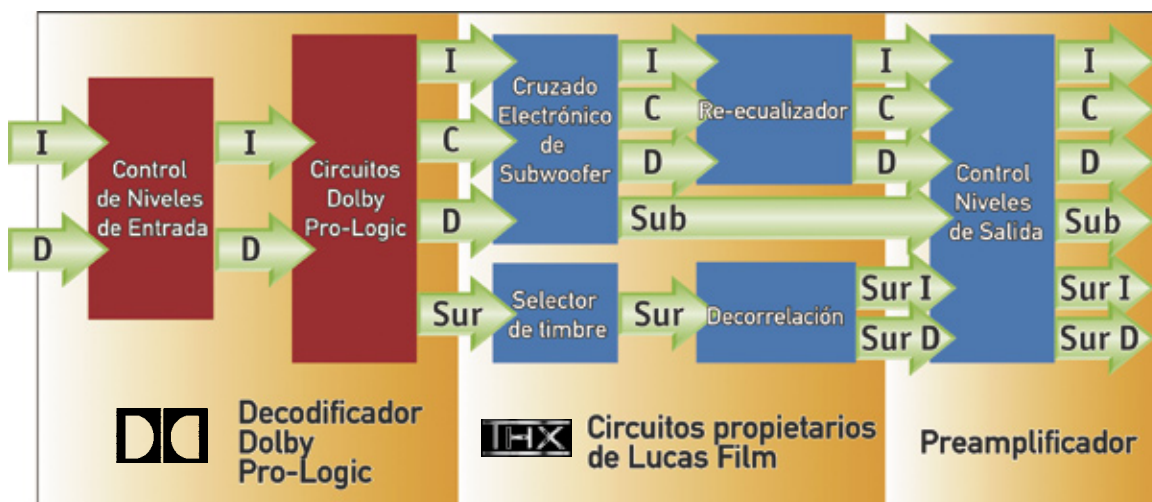 I
D
Control
de Niveles
de Entrada
I
D
Circuitos
Dolby
Pro-Logic
I
C
D
Sur
Cruzado
Electrónico
de
Subwoofer
Selector
de timbre
I
C
D
Sub
Sur
Re-ecualizador
Decorrelación
I
C
D
Sur I
Sur D
Control
Niveles
de Salida
I
C
D
Sub
Sur I
Sur D
Decodificador
Dolby
Pro-Logic
THX
Circuitos propietarios
de Lucas Film
Preamplificador